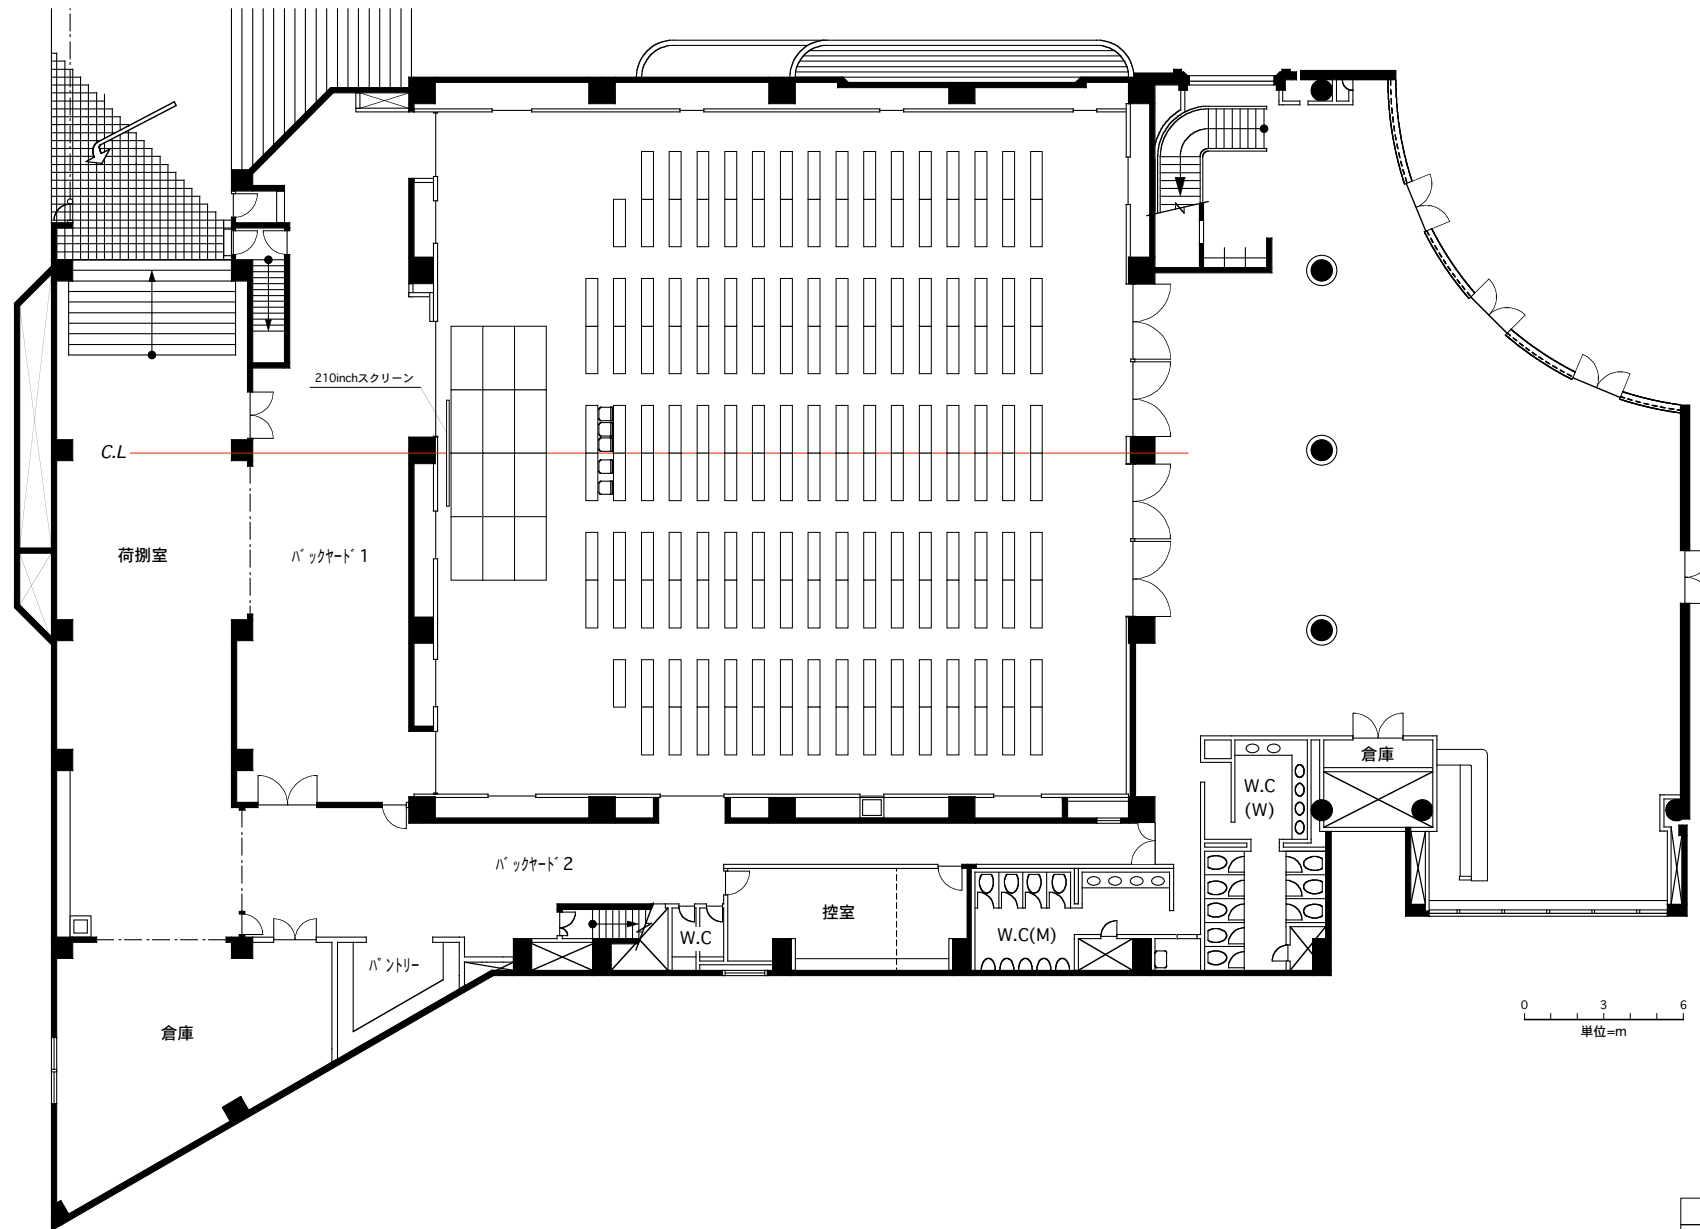 210inchスクリーン
C.L
荷捌室
バックヤード1
倉庫
W.C
(W)
バックヤード2
控室
W.C
W.C(M)
パントリー
倉庫
0 3 6
単位=m